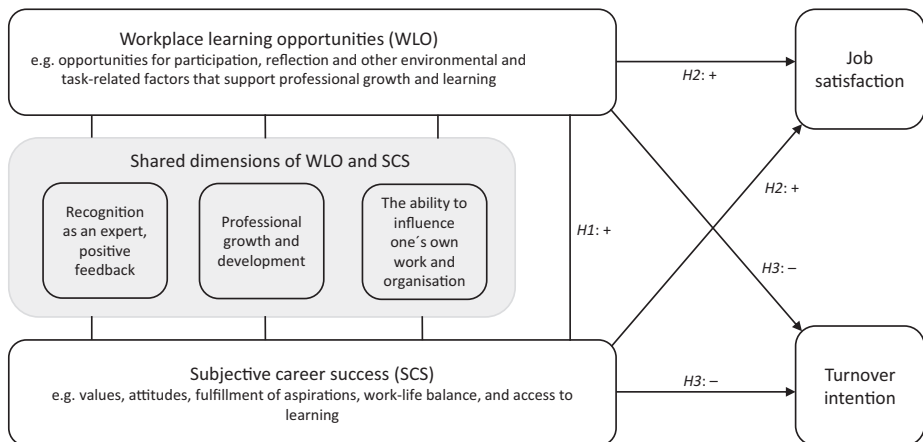 Workplace learning opportunities (WLO)
e.g. opportunities for participation, reflection and other environmental and
task-related factors that support professional growth and learning
Job
satisfaction
H2: +
Shared dimensions of WLO and SCS
Recognition
as an expert,
positive
feedback
Professional
growth and
development
The ability to
influence
one´s own
work and
organisation
H1: +
H2: +
H3: –
Subjective career success (SCS)
e.g. values, attitudes, fulfillment of aspirations, work-life balance, and access to
learning
H3: –
Turnover
intention